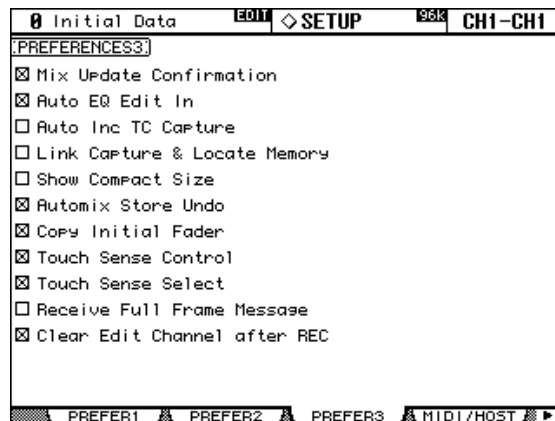 0 Initial Data EDIT ◇SETUP 96k CH1-CH1
PREFERENCES3
☒ Mix Update Confirmation
☒ Auto EQ Edit In
☐ Auto Inc TC Capture
☐ Link Capture & Locate Memory
☐ Show Compact Size
☒ Automix Store Undo
☒ Copy Initial Fader
☒ Touch Sense Control
☒ Touch Sense Select
☐ Receive Full Frame Message
☒ Clear Edit Channel after REC
PREFER1 PREFER2 PREFER3 MIDI/HOST ▶